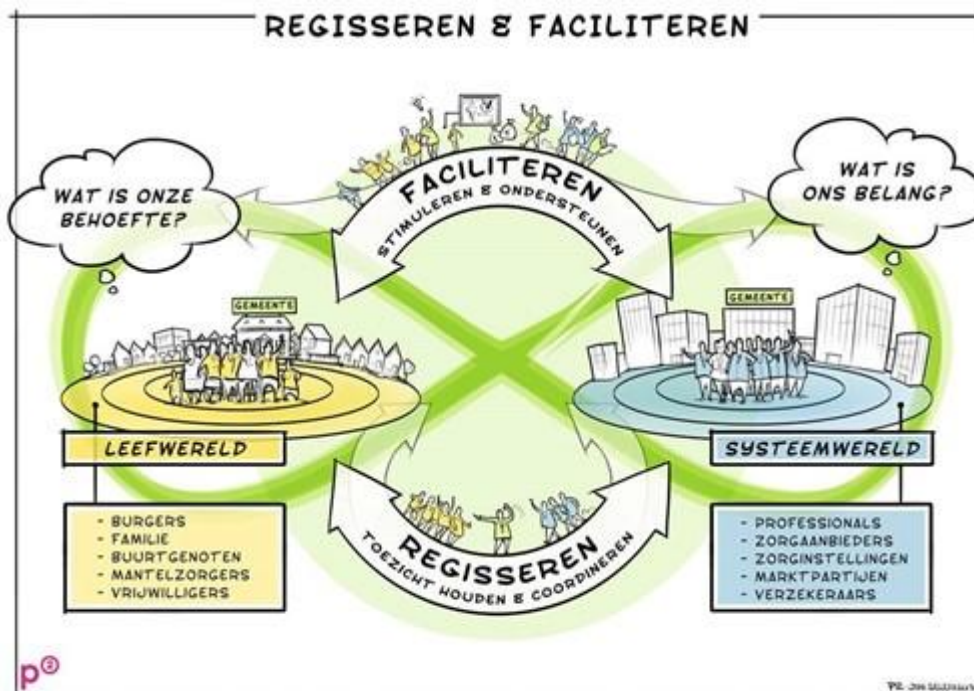 REGISSEREN & FACILITEREN
WAT IS ONZE
BEHOEFTE?
FACILITEREN
STIMULEREN & ONDERSTEUNEN
WAT IS
ONS BELANG?
GEMEENTE
GEMEENTE
LEEFWERELD
SYSTEEMWERELD
- BURGERS
- FAMILIE
- BUURTGENOTEN
- MANTELZORGERS
- VRIJWILLIGERS
REGISSEREN
TOEZICHT HOUDEN & COORDINEREN
- PROFESSIONALS
- ZORGAANBIEDERS
- ZORGINSTELLINGEN
- MARKTPARTIJEN
- VERZEKERAARS
p2